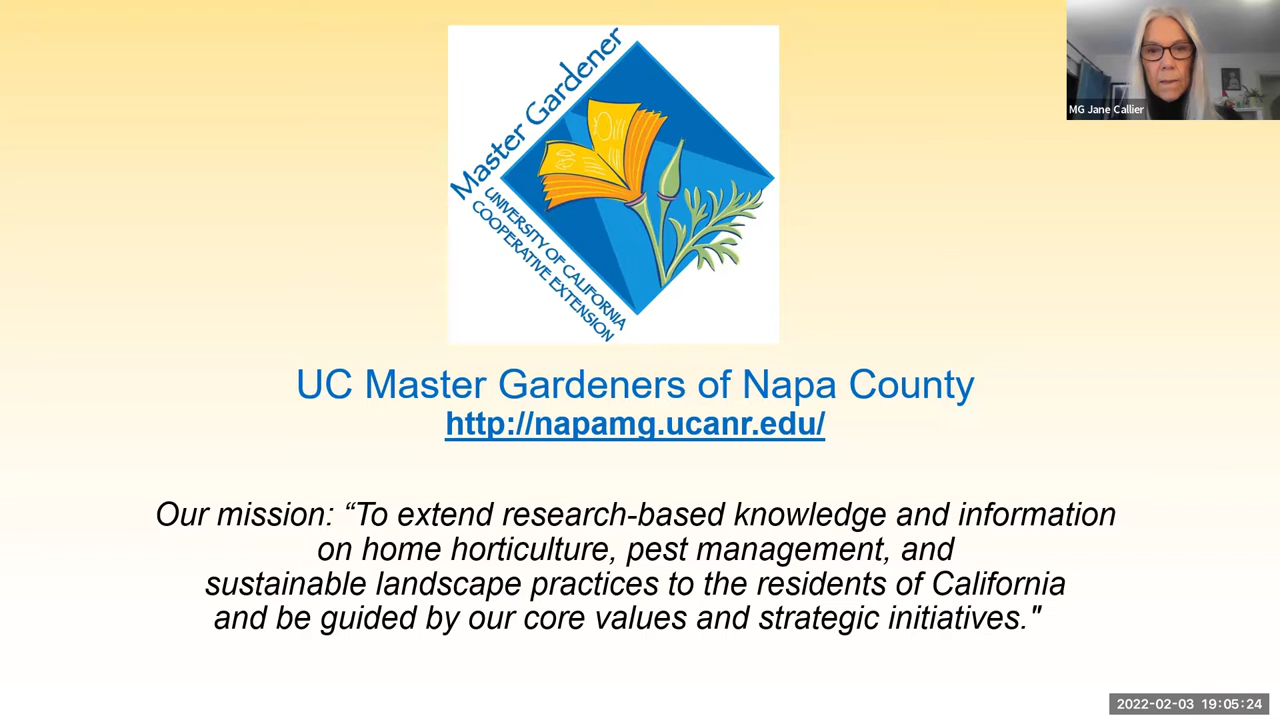 Master Gardener
UNIVERSITY OF CALIFORNIA
COOPERATIVE EXTENSION
MG Jane Callier
UC Master Gardeners of Napa County
http://napamg.ucanr.edu/
Our mission: “To extend research-based knowledge and information
on home horticulture, pest management, and
sustainable landscape practices to the residents of California
and be guided by our core values and strategic initiatives."
2022-02-03 19:05:24